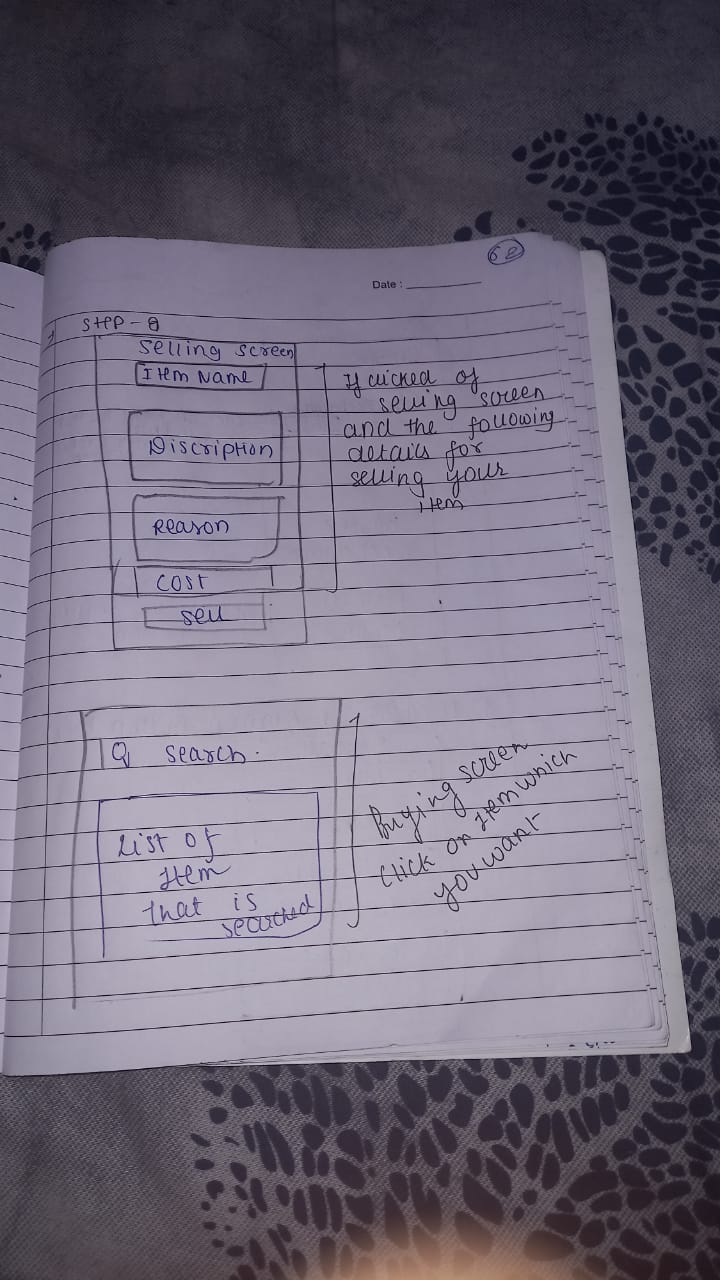 Date :
STEP - 8
selling screen
Item Name
Discription
Reason
cost
sell
If clicked of
selling screen
and the following
details for
selling your
item
Q search.
List of
Item
that is
searched
Buying screen
click on Item which
you want